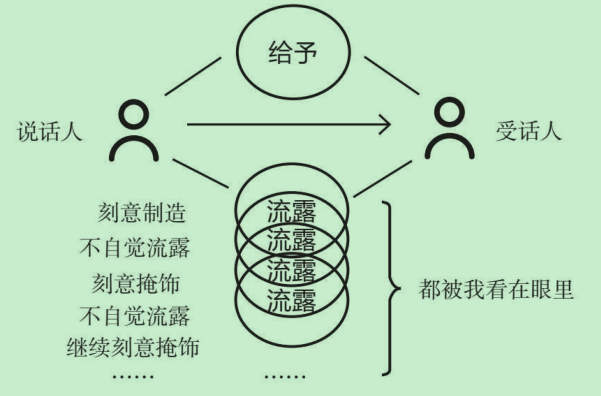 给予
说话人
受话人
刻意制造
流露
不自觉流露
流露
刻意掩饰
流露
不自觉流露
流露
继续刻意掩饰
……
……
都被我看在眼里